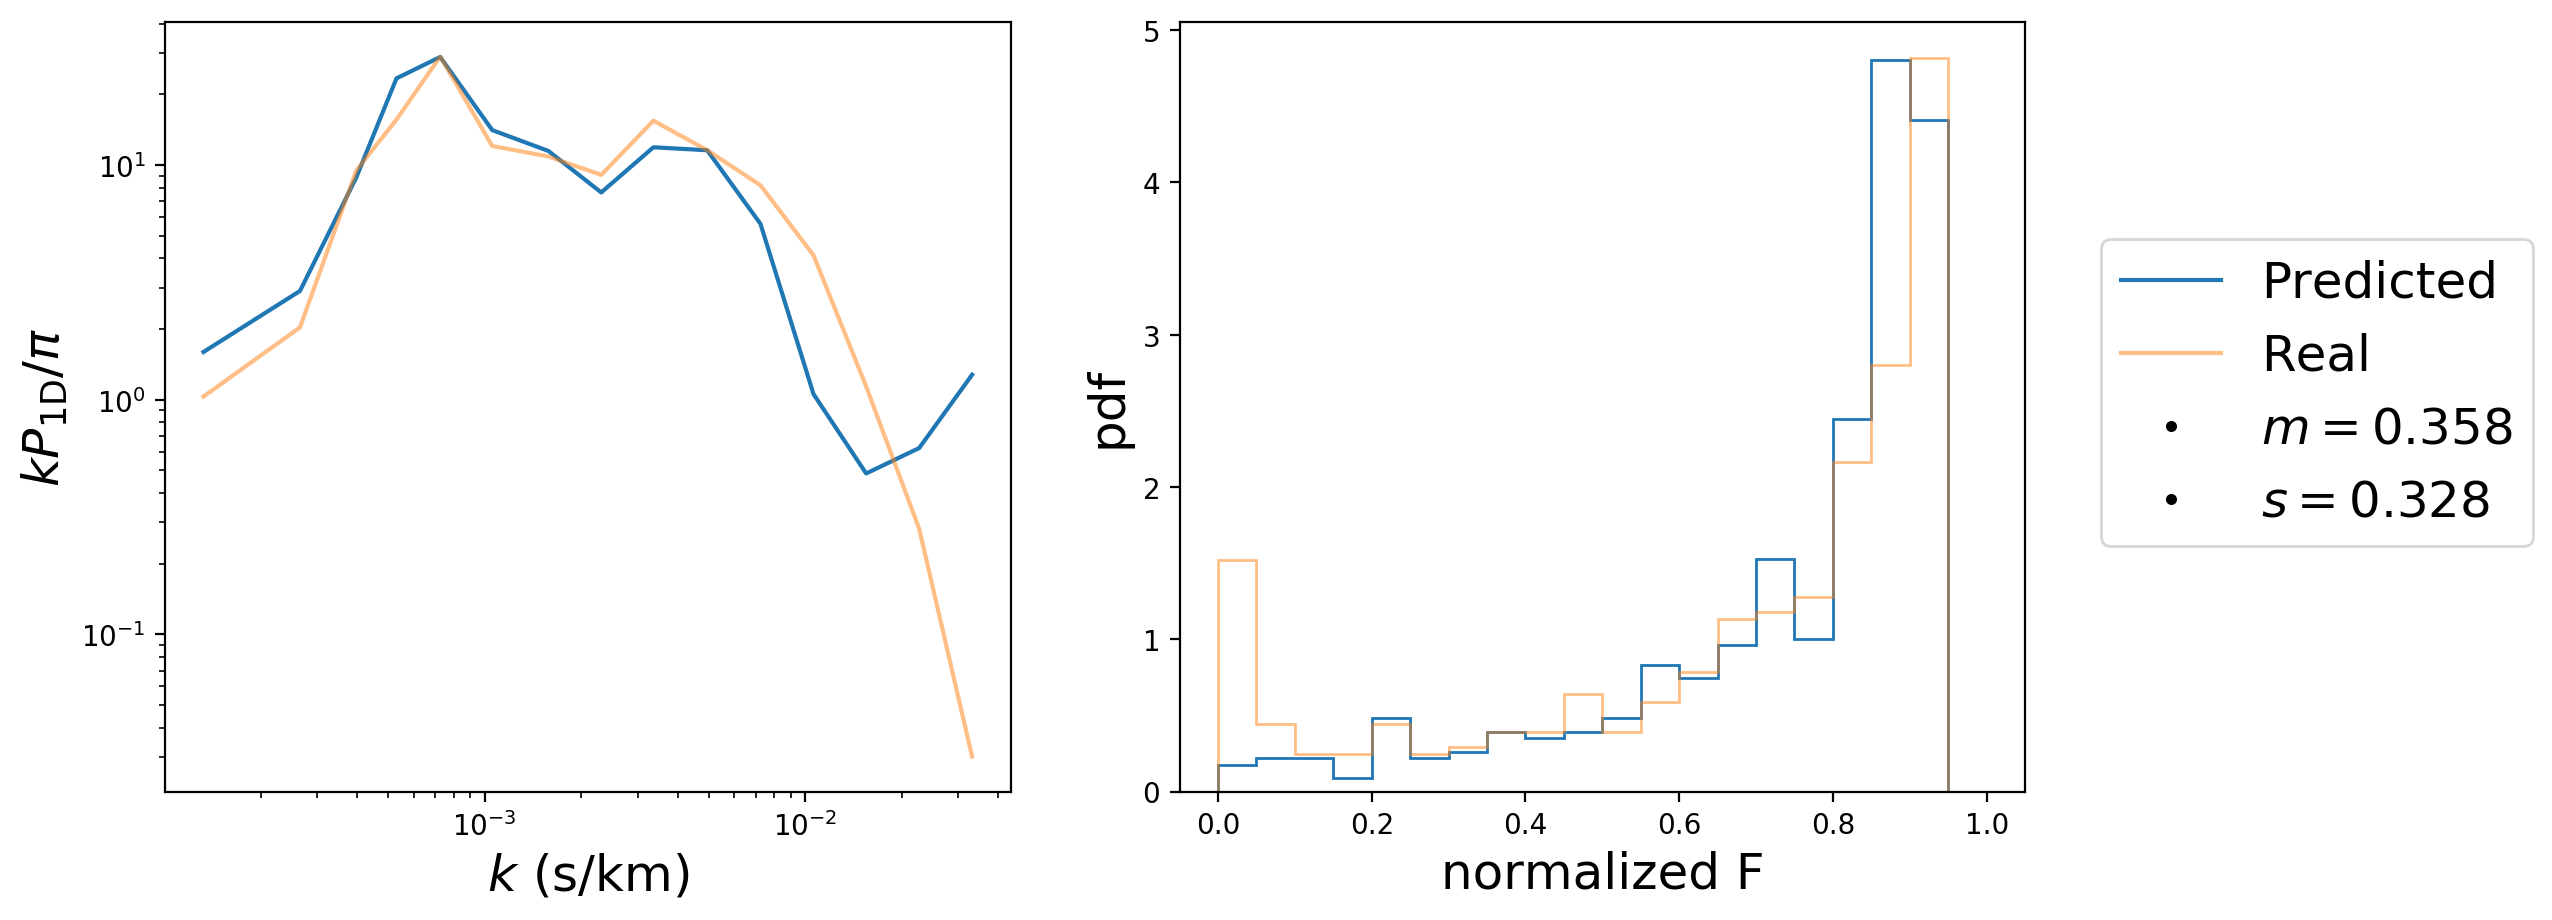 10¹
10⁰
10⁻¹
kP₁D/π
10⁻³
10⁻²
k (s/km)
5
4
3
2
1
0
pdf
0.0
0.2
0.4
0.6
0.8
1.0
normalized F
Predicted
Real
m = 0.358
s = 0.328